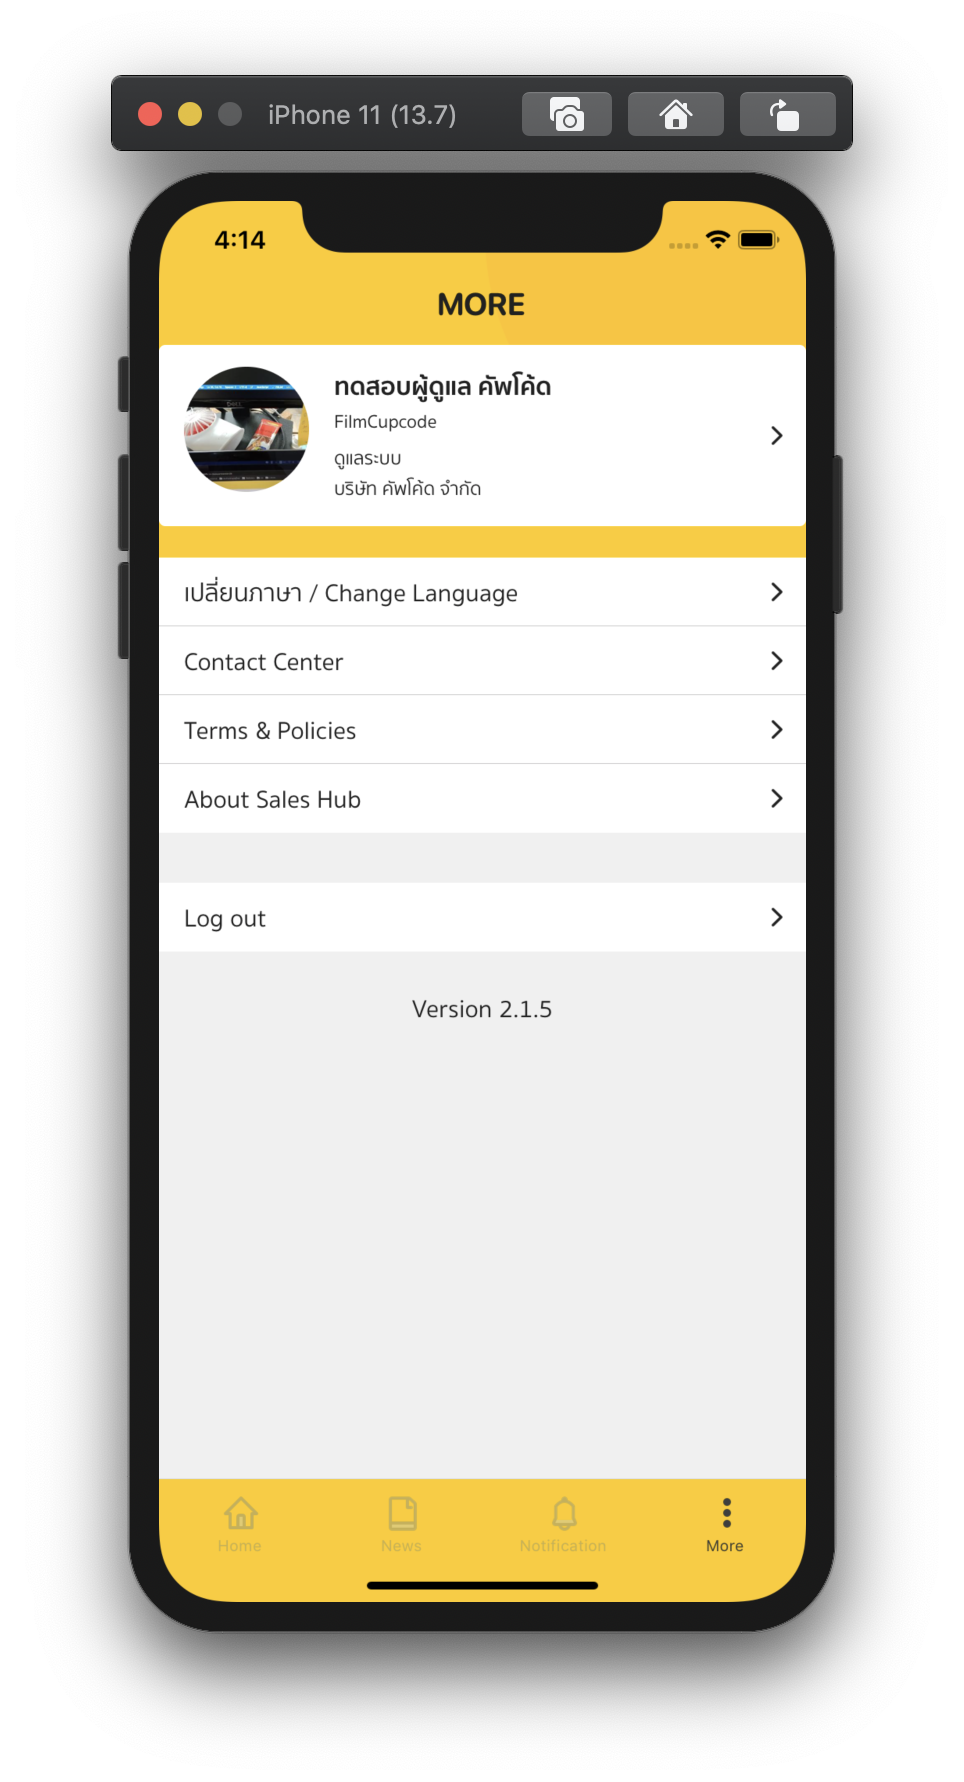 iPhone 11 (13.7)
4:14
MORE
ทดสอบผู้ดูแล คัพโค้ด
FilmCupcode
ดูแลระบบ
บริษัท คัพโค้ด จำกัด
เปลี่ยนภาษา / Change Language
Contact Center
Terms & Policies
About Sales Hub
Log out
Version 2.1.5
Home
News
Notification
More